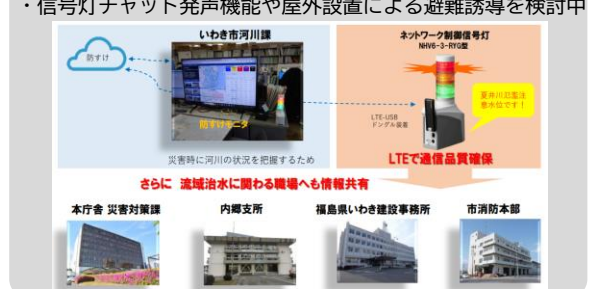 ・信号灯チャット発声機能や屋外設置による避難誘導を検討中
いわき市河川課
ネットワーク制御信号灯
NHV6-3-RYG型
防すけ
夏井川氾濫注
意水位です!
LTE-USB
ドングル装着
防すけモニタ
災害時に河川の状況を把握するため
LTEで通信品質確保
さらに 流域治水に関わる職場へも情報共有
本庁舎 災害対策課
内郷支所
福島県いわき建設事務所
市消防本部